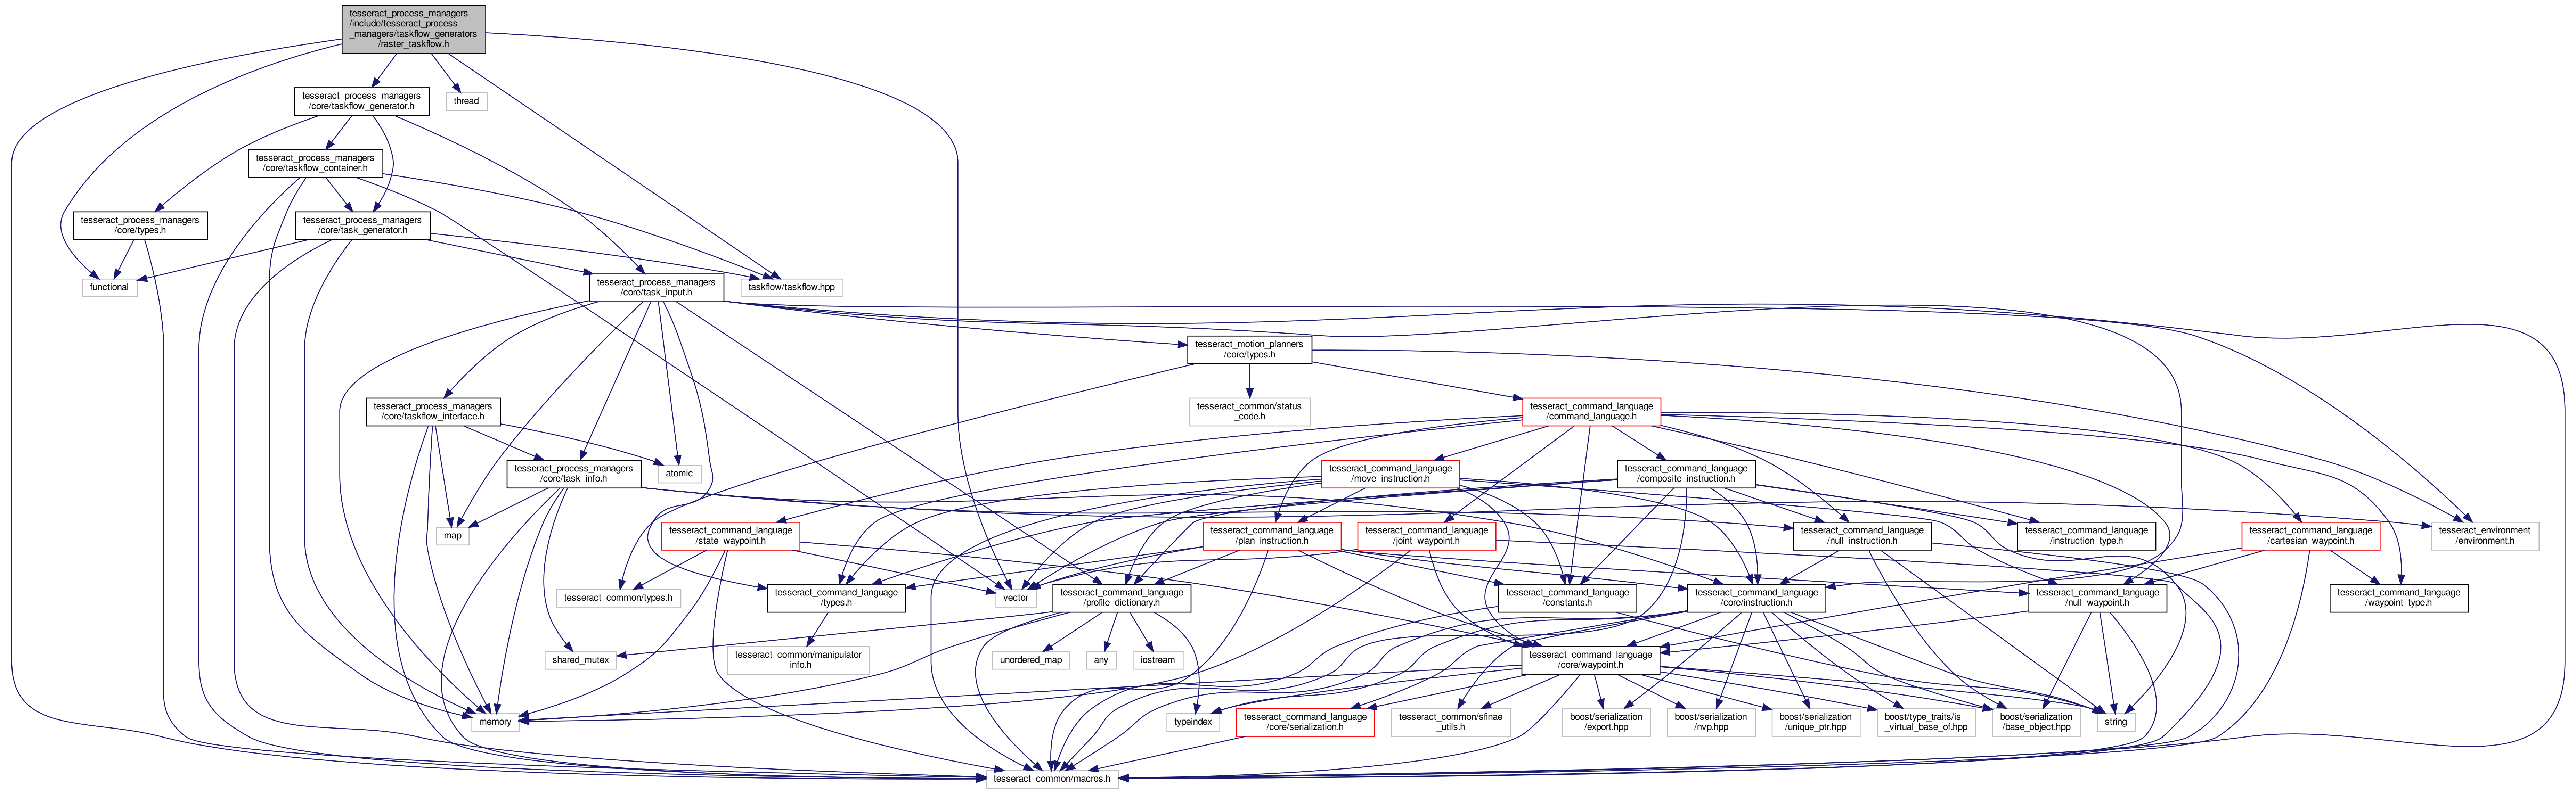 tesseract_process_managers
/include/tesseract_process
_managers/taskflow_generators
/raster_taskflow.h
tesseract_process_managers
/core/taskflow_generator.h
thread
tesseract_process_managers
/core/taskflow_container.h
tesseract_process_managers
/core/types.h
tesseract_process_managers
/core/task_generator.h
functional
tesseract_process_managers
/core/task_input.h
taskflow/taskflow.hpp
tesseract_motion_planners
/core/types.h
tesseract_process_managers
/core/taskflow_interface.h
tesseract_common/status
_code.h
tesseract_command_language
/command_language.h
tesseract_process_managers
/core/task_info.h
atomic
tesseract_command_language
/move_instruction.h
tesseract_command_language
/composite_instruction.h
map
tesseract_command_language
/state_waypoint.h
tesseract_command_language
/plan_instruction.h
tesseract_command_language
/joint_waypoint.h
tesseract_command_language
/null_instruction.h
tesseract_command_language
/instruction_type.h
tesseract_command_language
/cartesian_waypoint.h
tesseract_environment
/environment.h
tesseract_common/types.h
tesseract_command_language
/types.h
vector
tesseract_command_language
/profile_dictionary.h
tesseract_command_language
/constants.h
tesseract_command_language
/core/instruction.h
tesseract_command_language
/null_waypoint.h
tesseract_command_language
/waypoint_type.h
shared_mutex
tesseract_common/manipulator
_info.h
unordered_map
any
iostream
tesseract_command_language
/core/waypoint.h
memory
typeindex
tesseract_command_language
/core/serialization.h
tesseract_common/sfinae
_utils.h
boost/serialization
/export.hpp
boost/serialization
/nvp.hpp
boost/serialization
/unique_ptr.hpp
boost/type_traits/is
_virtual_base_of.hpp
boost/serialization
/base_object.hpp
string
tesseract_common/macros.h